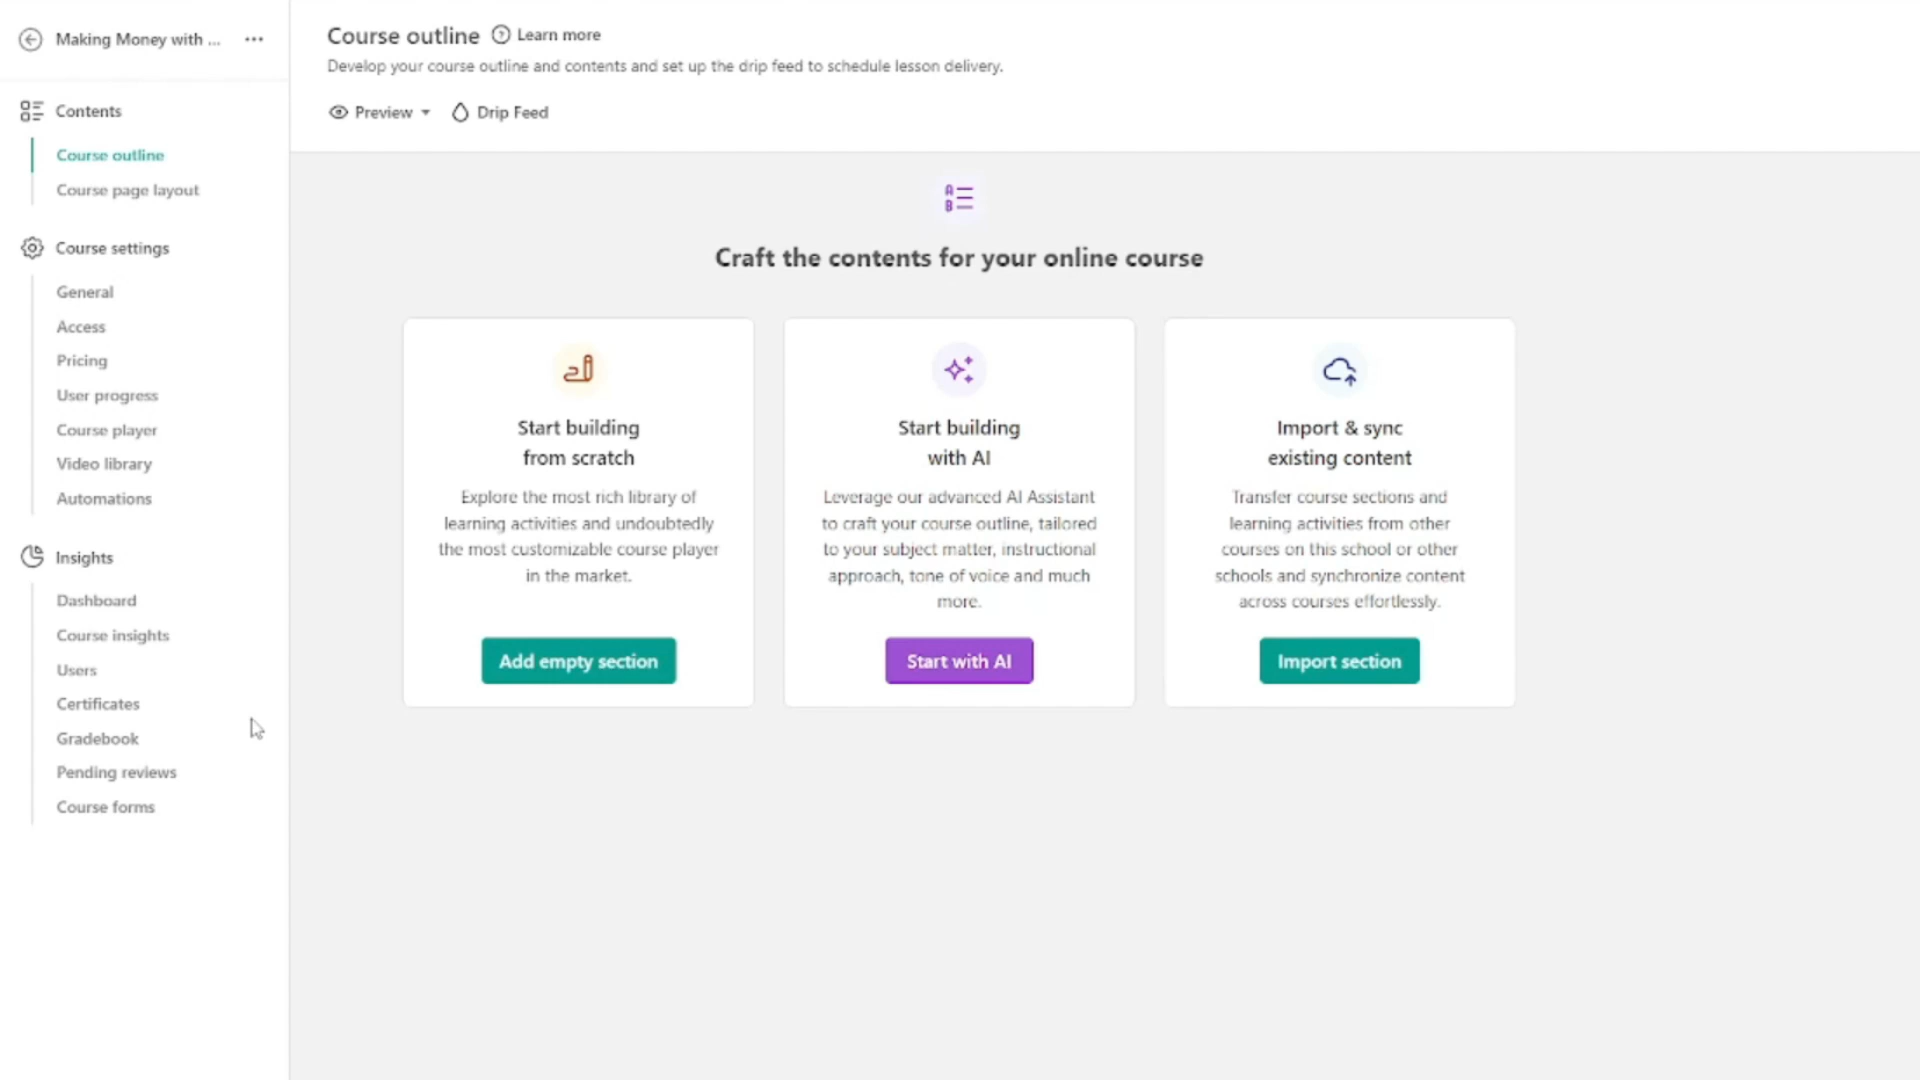 Making Money with ...
Contents
Course outline
Course page layout
Course settings
General
Access
Pricing
User progress
Course player
Video library
Automations
Insights
Dashboard
Course insights
Users
Certificates
Gradebook
Pending reviews
Course forms
Course outline Learn more
Develop your course outline and contents and set up the drip feed to schedule lesson delivery.
Preview Drip Feed
Craft the contents for your online course
Start building
from scratch
Explore the most rich library of
learning activities and undoubtedly
the most customizable course player
in the market.
Add empty section
Start building
with AI
Leverage our advanced AI Assistant
to craft your course outline, tailored
to your subject matter, instructional
approach, tone of voice and much
more.
Start with AI
Import & sync
existing content
Transfer course sections and
learning activities from other
courses on this school or other
schools and synchronize content
across courses effortlessly.
Import section